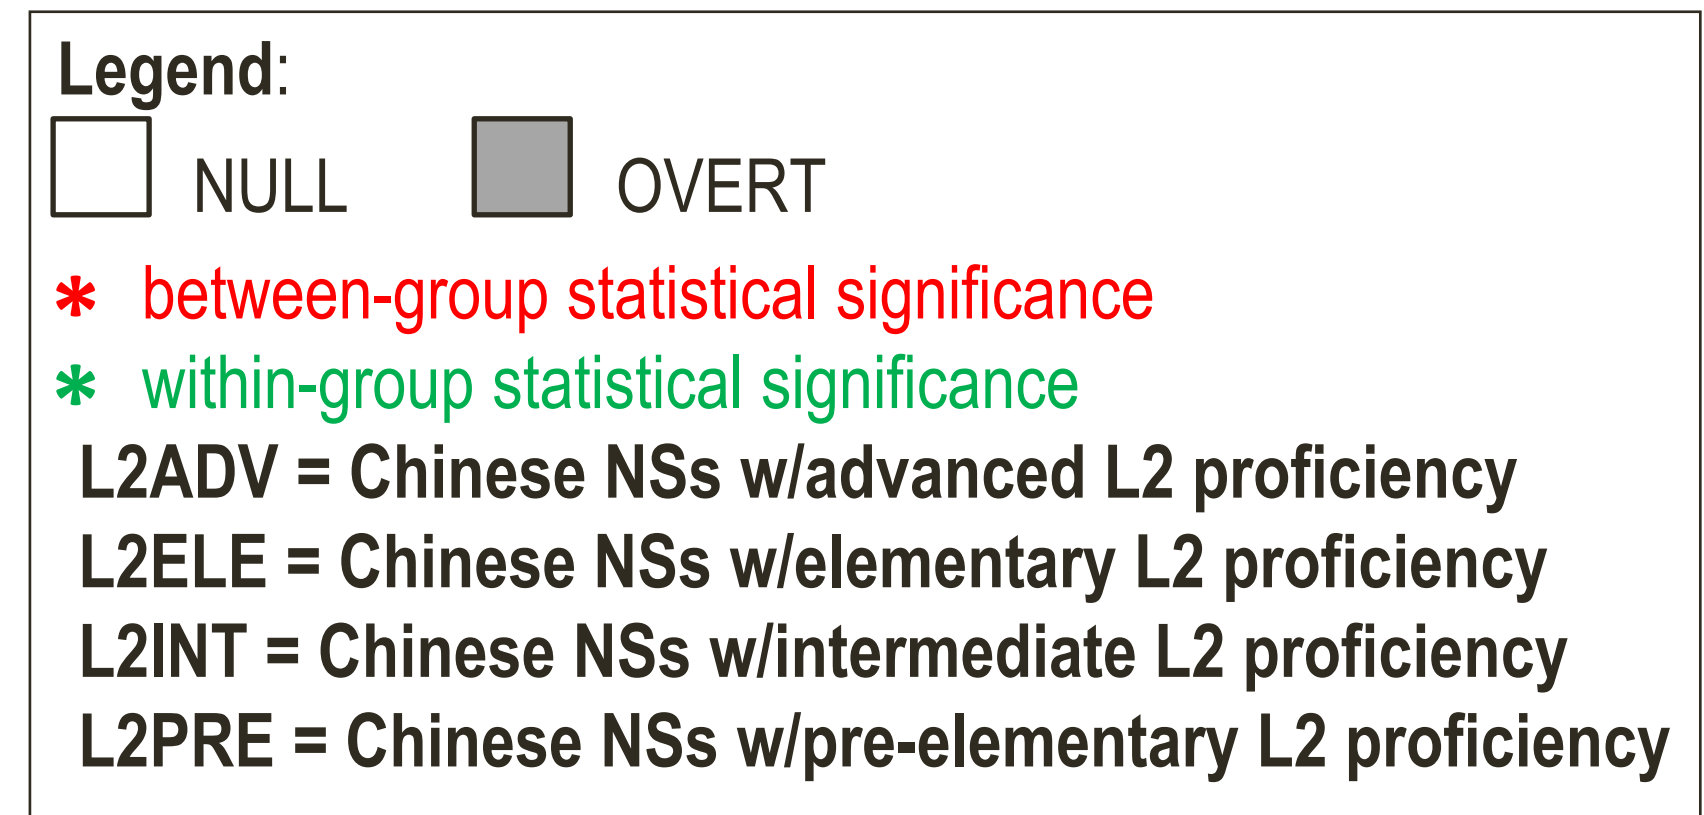 Legend:
NULL OVERT
* between-group statistical significance
* within-group statistical significance
L2ADV = Chinese NSs w/advanced L2 proficiency
L2ELE = Chinese NSs w/elementary L2 proficiency
L2INT = Chinese NSs w/intermediate L2 proficiency
L2PRE = Chinese NSs w/pre-elementary L2 proficiency